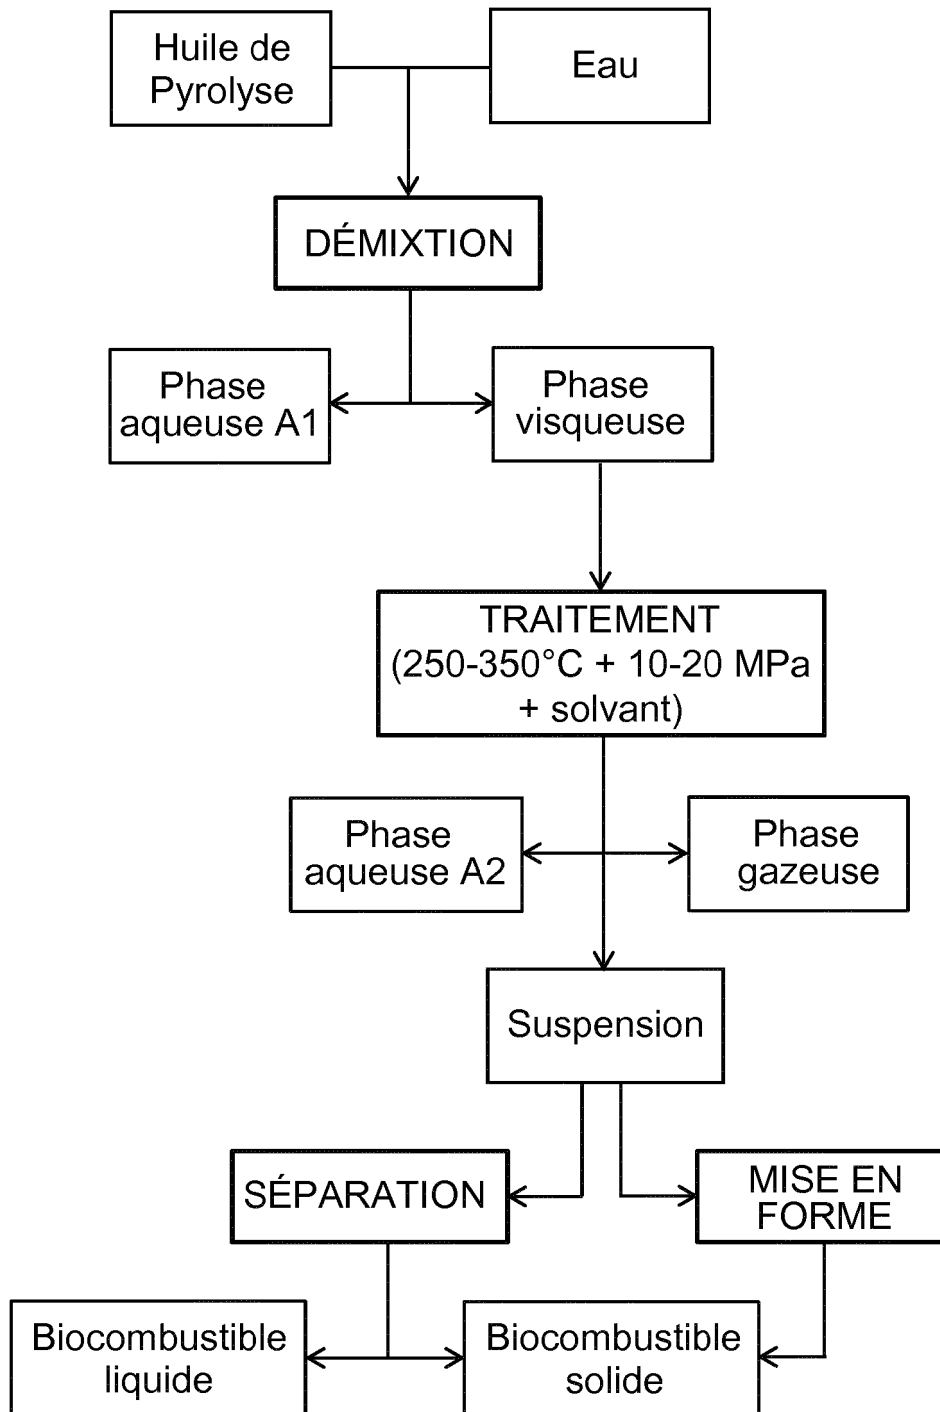 Huile de
Pyrolyse
Eau
DÉMIXTION
Phase
aqueuse A1
Phase
visqueuse
TRAITEMENT
(250-350°C + 10-20 MPa
+ solvant)
Phase
aqueuse A2
Phase
gazeuse
Suspension
SÉPARATION
MISE EN
FORME
Biocombustible
liquide
Biocombustible
solide